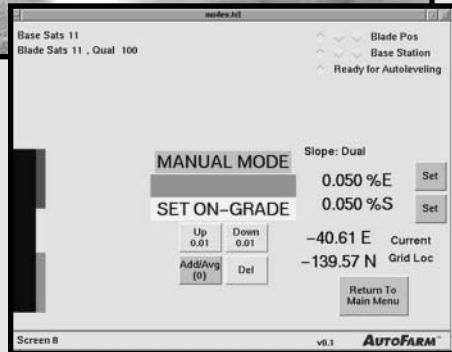 modes.tcl
Base Sats 11
Blade Sats 11 , Qual 100
Blade Pos
Base Station
Ready for Autoleveling
MANUAL MODE
SET ON-GRADE
Up
0.01
Down
0.01
Add/Avg
(0)
Del
Slope: Dual
0.050 %E Set
0.050 %S Set
-40.61 E Current
-139.57 N Grid Loc
Return To
Main Menu
Screen 8
v0.1 AUTOFARM